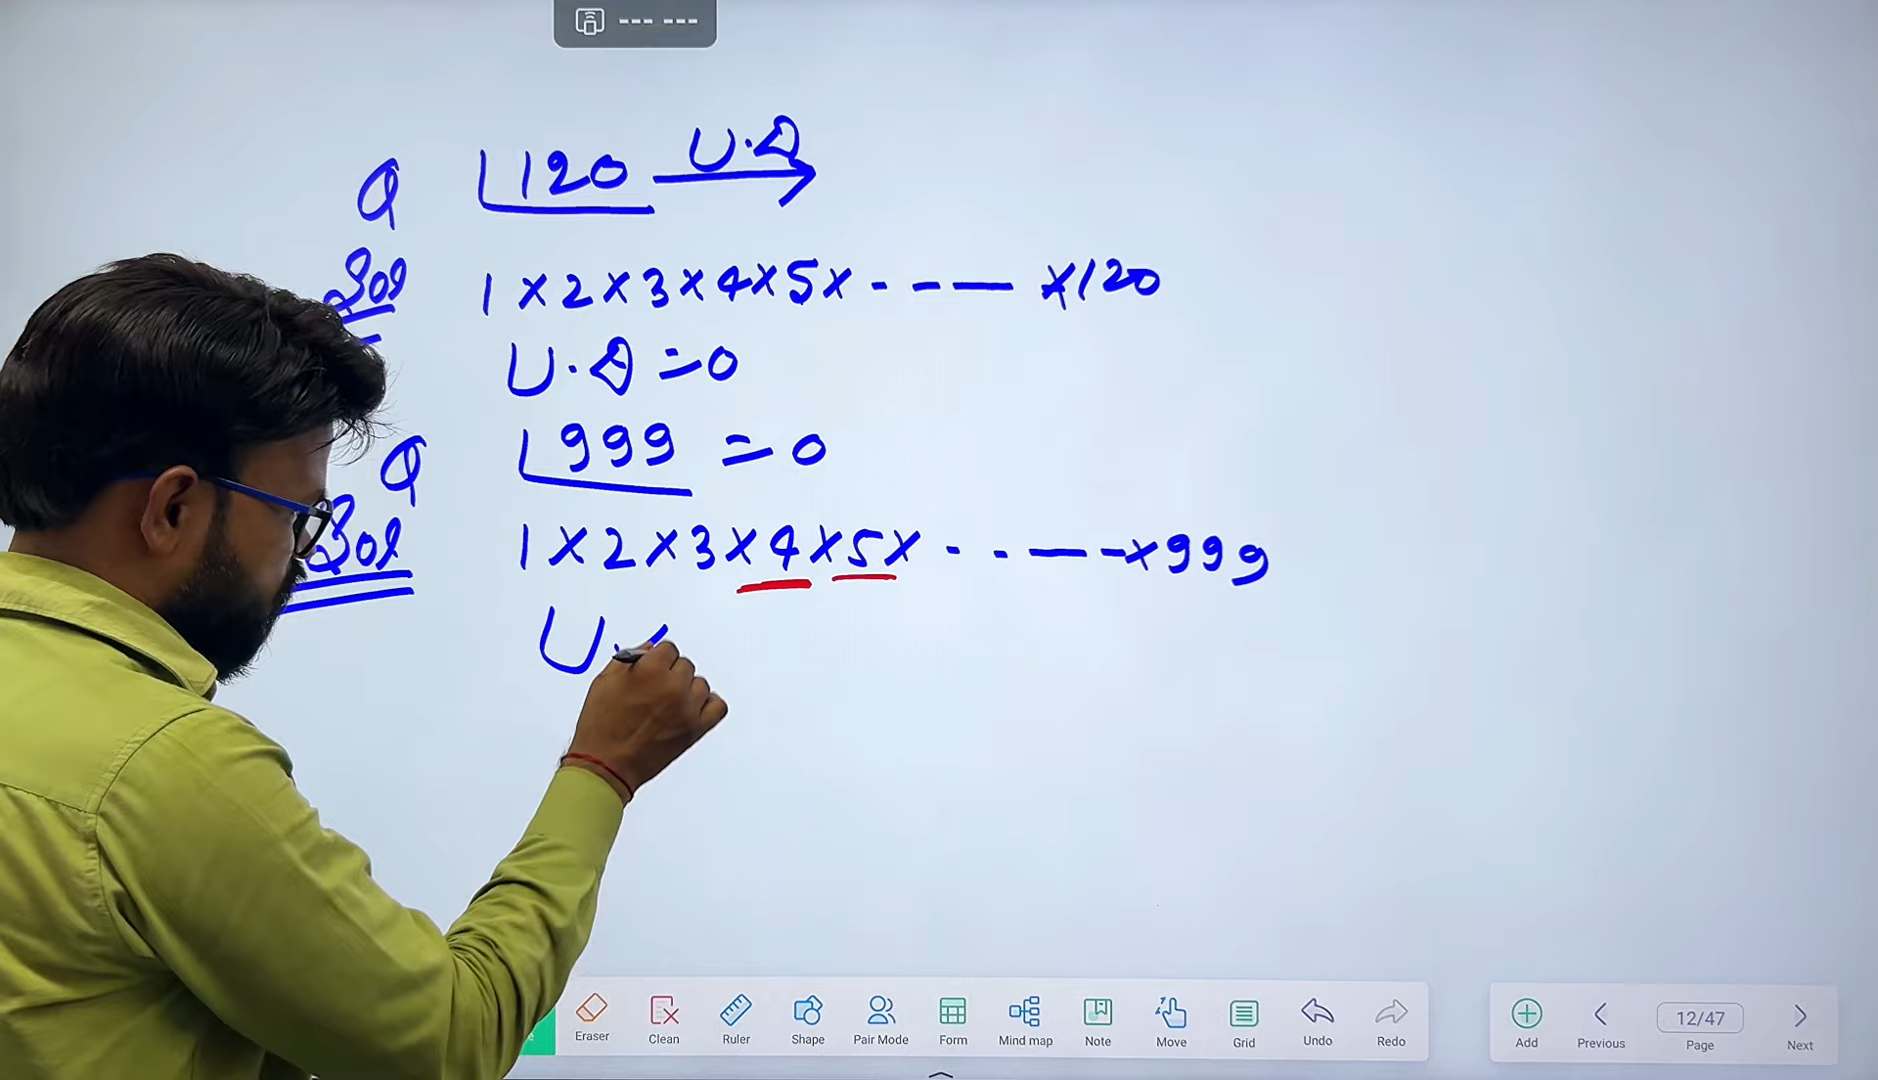 --- ---
Q |120 U.D
Sol 1 × 2 × 3 × 4 × 5 × - - — × 120
U.D = 0
Q |999 = 0
Sol 1 × 2 × 3 × 4 × 5 × - - — - × 999
U.
Eraser Clean Ruler Shape Pair Mode Form Mind map Note Move Grid Undo Redo Add Previous 12/47 Page Next